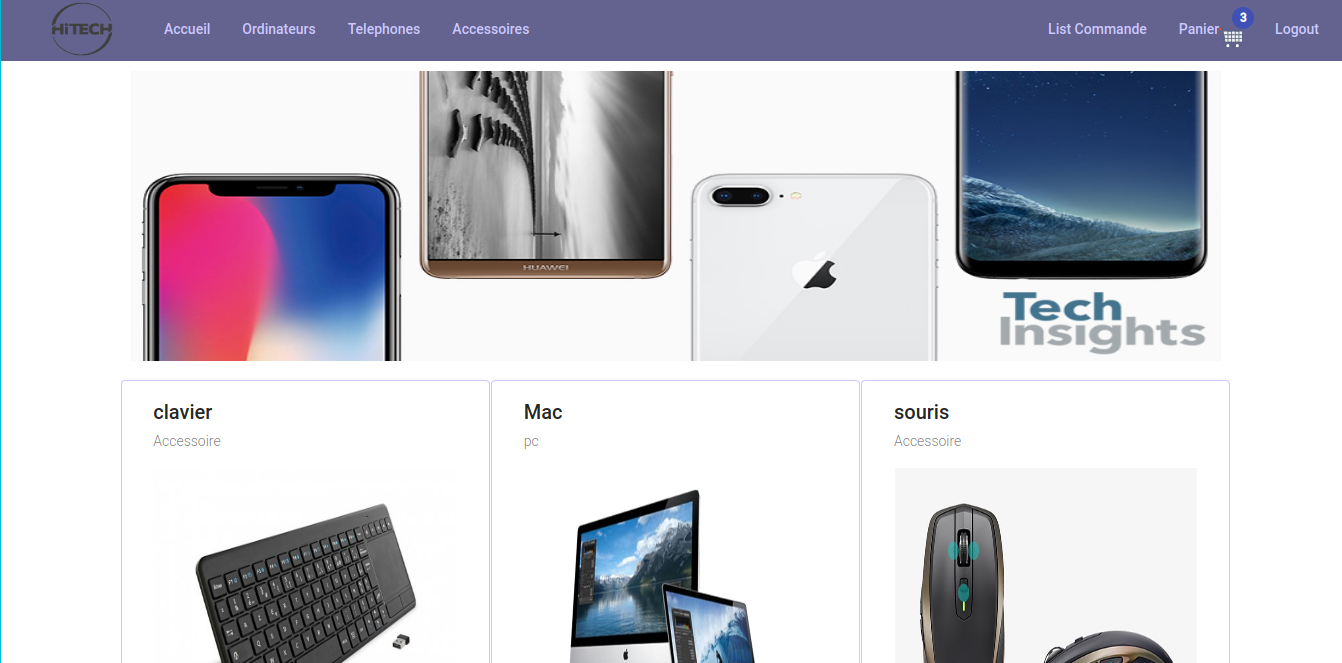 HiTECH
Accueil
Ordinateurs
Telephones
Accessoires
List Commande
Panier
3
Logout
HUAWEI
Tech
Insights
clavier
Accessoire
Mac
pc
souris
Accessoire